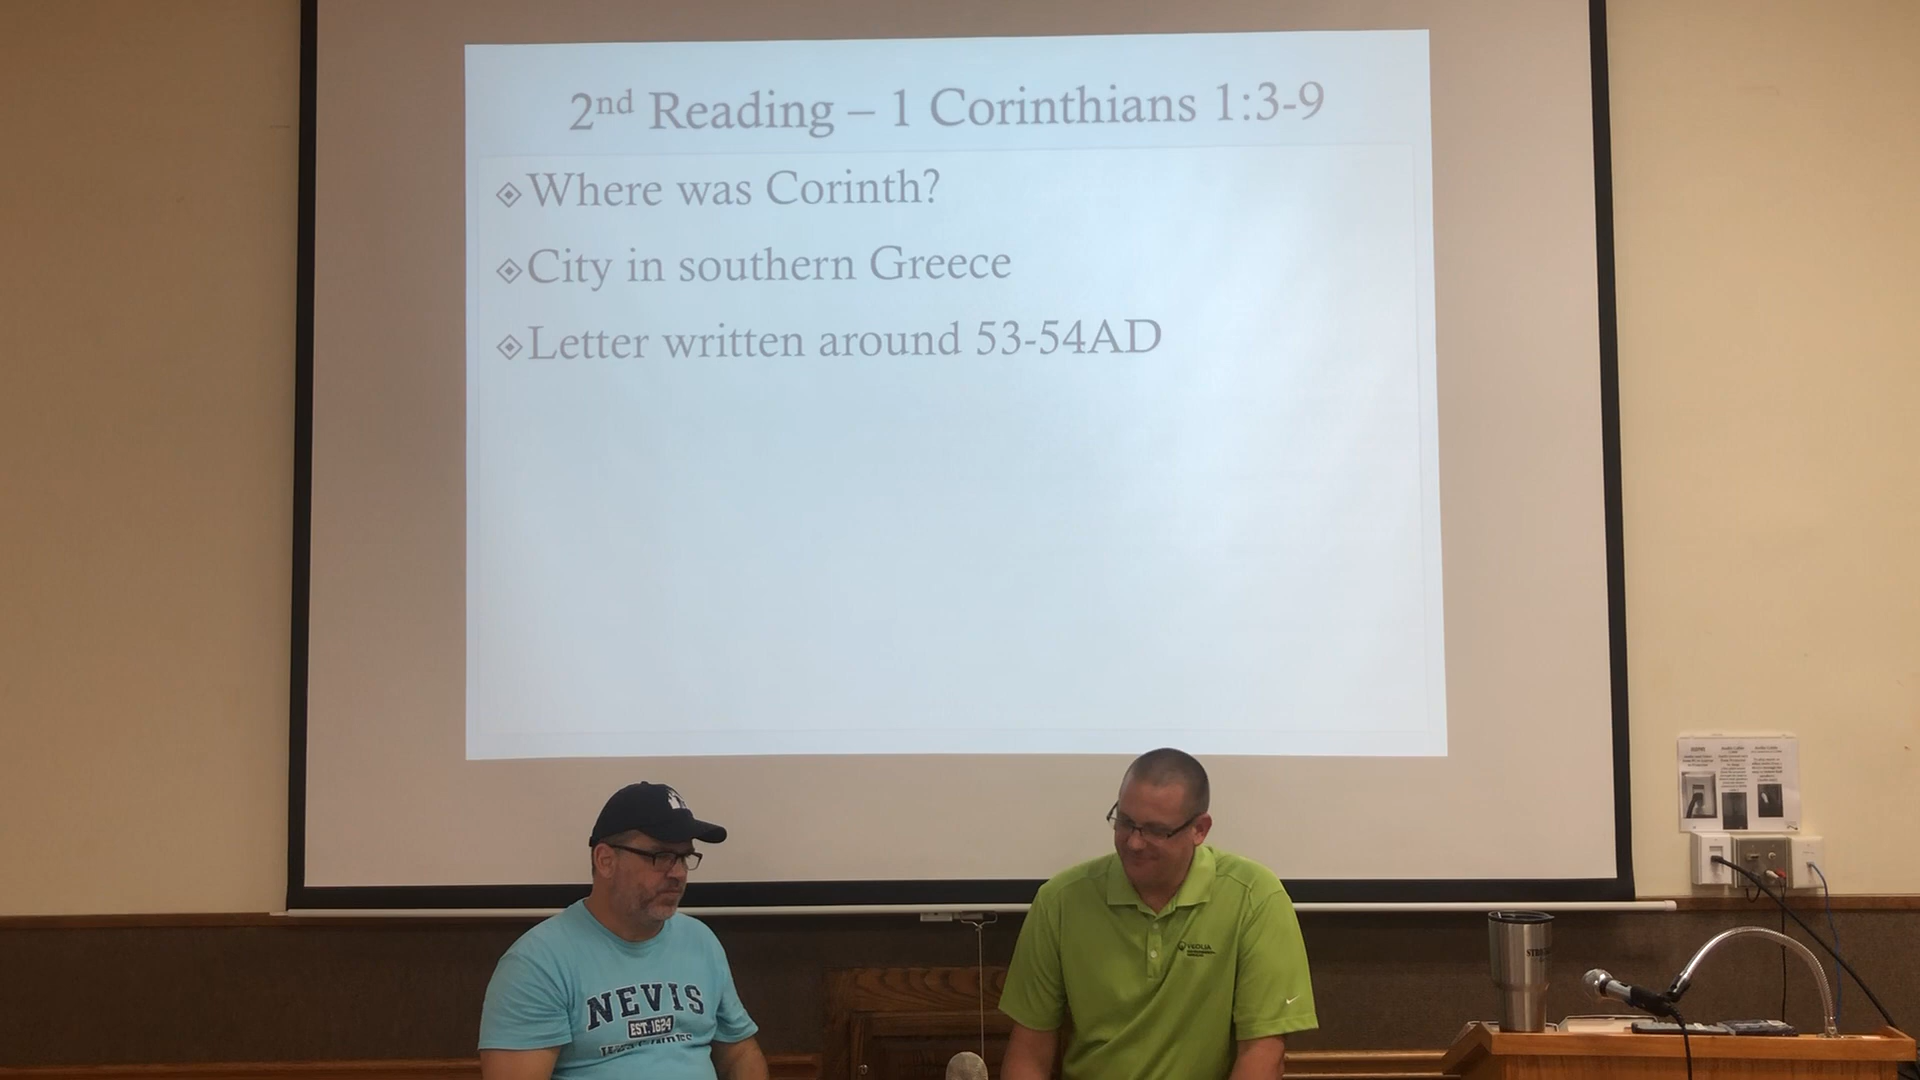 2nd Reading – 1 Corinthians 1:3-9
Where was Corinth?
City in southern Greece
Letter written around 53-54AD
NEVIS
EST. 1624
VEOLIA